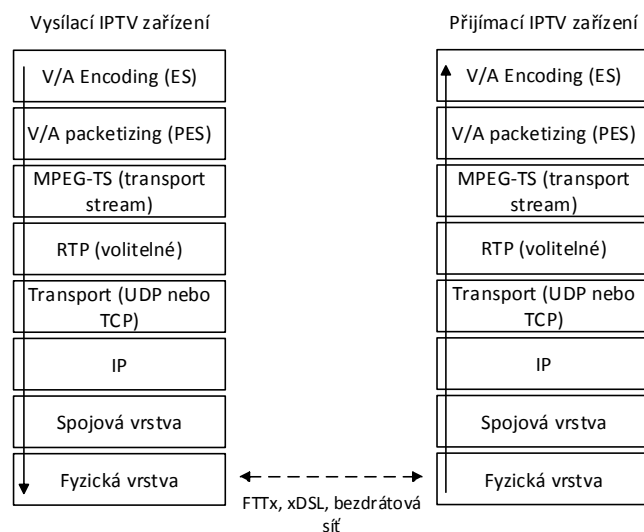 Vysílací IPTV zařízení
V/A Encoding (ES)
V/A packetizing (PES)
MPEG-TS (transport
stream)
RTP (volitelné)
Transport (UDP nebo
TCP)
IP
Spojová vrstva
Fyzická vrstva
Přijímací IPTV zařízení
V/A Encoding (ES)
V/A packetizing (PES)
MPEG-TS (transport
stream)
RTP (volitelné)
Transport (UDP nebo
TCP)
IP
Spojová vrstva
Fyzická vrstva
FTTx, xDSL, bezdrátová
síť